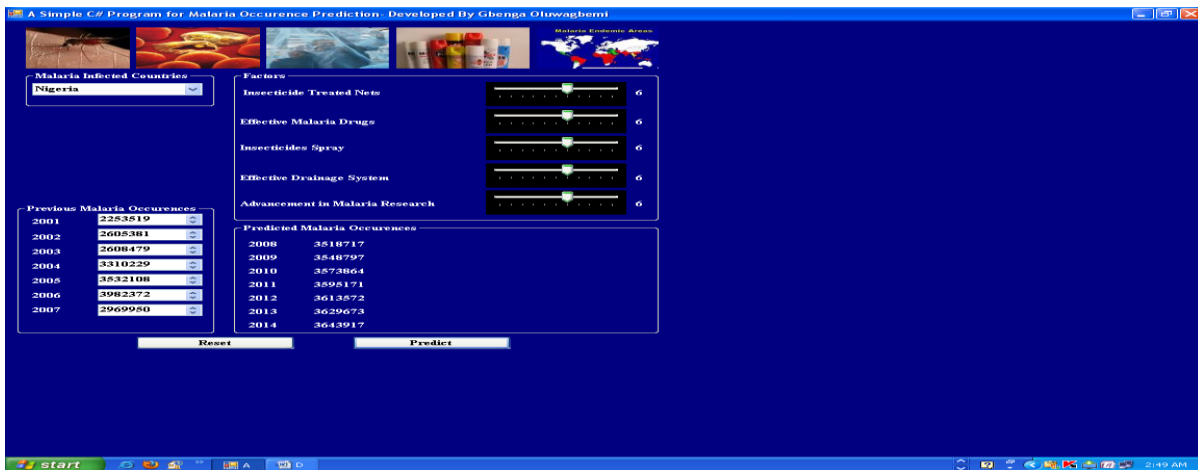 A Simple C# Program for Malaria Occurence Prediction- Developed By Gbenga Oluwagbemi
Malaria Endemic Areas
Malaria Infected Countries
Nigeria
Factors
Insecticide Treated Nets 6
Effective Malaria Drugs 6
Insecticides Spray 6
Effective Drainage System 6
Advancement in Malaria Research 6
Previous Malaria Occurences
2001 2253519
2002 2605381
2003 2608479
2004 3310229
2005 3532108
2006 3982372
2007 2969950
Predicted Malaria Occurences
2008 3518717
2009 3548797
2010 3573864
2011 3595171
2012 3613572
2013 3629673
2014 3643917
Reset Predict
start A D 2:49 AM